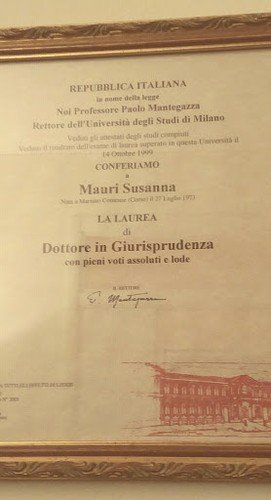 REPUBBLICA ITALIANA
in nome della legge
Noi Professore Paolo Mantegazza
Rettore dell'Università degli Studi di Milano
Veduti gli attestati degli studi compiuti
Veduto il risultato dell'esame di laurea superato in questa Università il
14 Ottobre 1999
CONFERIAMO
a
Mauri Susanna
Nata a Mariano Comense (Como) il 27 Luglio 1973
LA LAUREA
di
Dottore in Giurisprudenza
con pieni voti assoluti e lode
IL RETTORE
P. Mantegazza